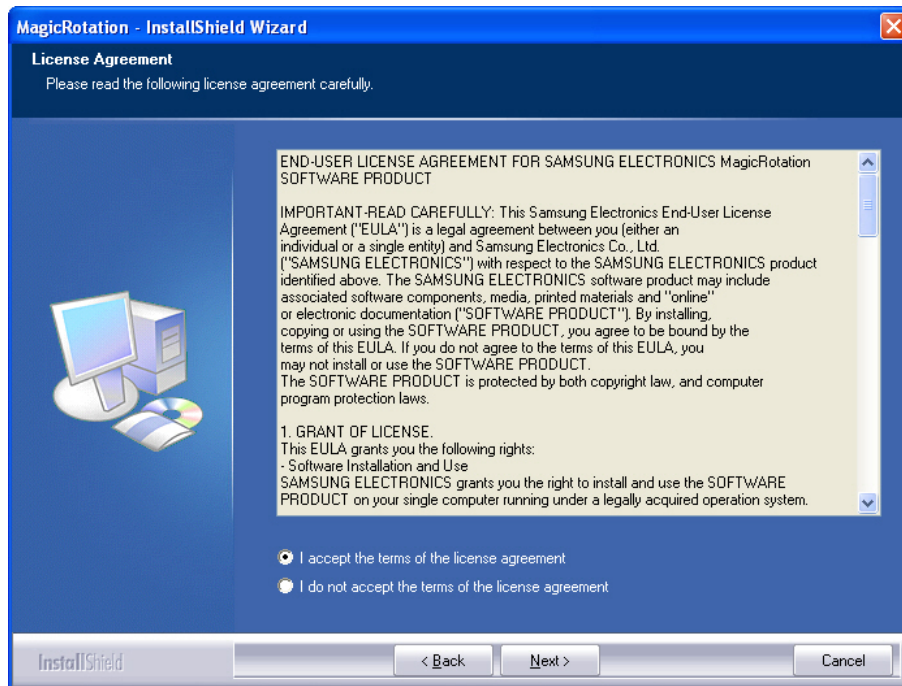 MagicRotation - InstallShield Wizard
License Agreement
Please read the following license agreement carefully.
END-USER LICENSE AGREEMENT FOR SAMSUNG ELECTRONICS MagicRotation
SOFTWARE PRODUCT
IMPORTANT-READ CAREFULLY: This Samsung Electronics End-User License
Agreement ("EULA") is a legal agreement between you (either an
individual or a single entity) and Samsung Electronics Co., Ltd.
("SAMSUNG ELECTRONICS") with respect to the SAMSUNG ELECTRONICS product
identified above. The SAMSUNG ELECTRONICS software product may include
associated software components, media, printed materials and "online"
or electronic documentation ("SOFTWARE PRODUCT"). By installing,
copying or using the SOFTWARE PRODUCT, you agree to be bound by the
terms of this EULA. If you do not agree to the terms of this EULA, you
may not install or use the SOFTWARE PRODUCT.
The SOFTWARE PRODUCT is protected by both copyright law, and computer
program protection laws.
1. GRANT OF LICENSE.
This EULA grants you the following rights:
- Software Installation and Use
SAMSUNG ELECTRONICS grants you the right to install and use the SOFTWARE
PRODUCT on your single computer running under a legally acquired operation system.
I accept the terms of the license agreement
I do not accept the terms of the license agreement
InstallShield
< Back
Next >
Cancel